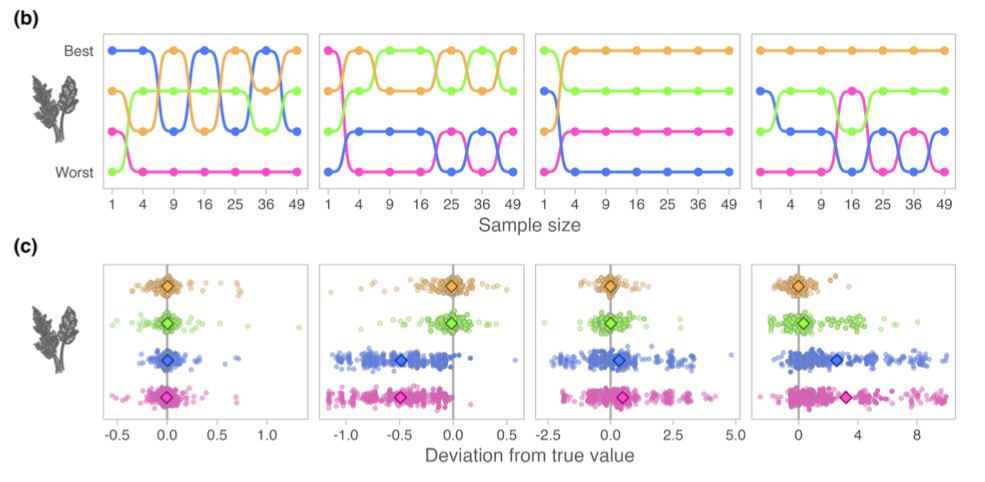 (b)
Best
Worst
1 4 9 16 25 36 49 1 4 9 16 25 36 49 1 4 9 16 25 36 49 1 4 9 16 25 36 49
Sample size
(c)
-0.5 0.0 0.5 1.0 -1.0 -0.5 0.0 0.5 -2.5 0.0 2.5 5.0 0 4 8
Deviation from true value